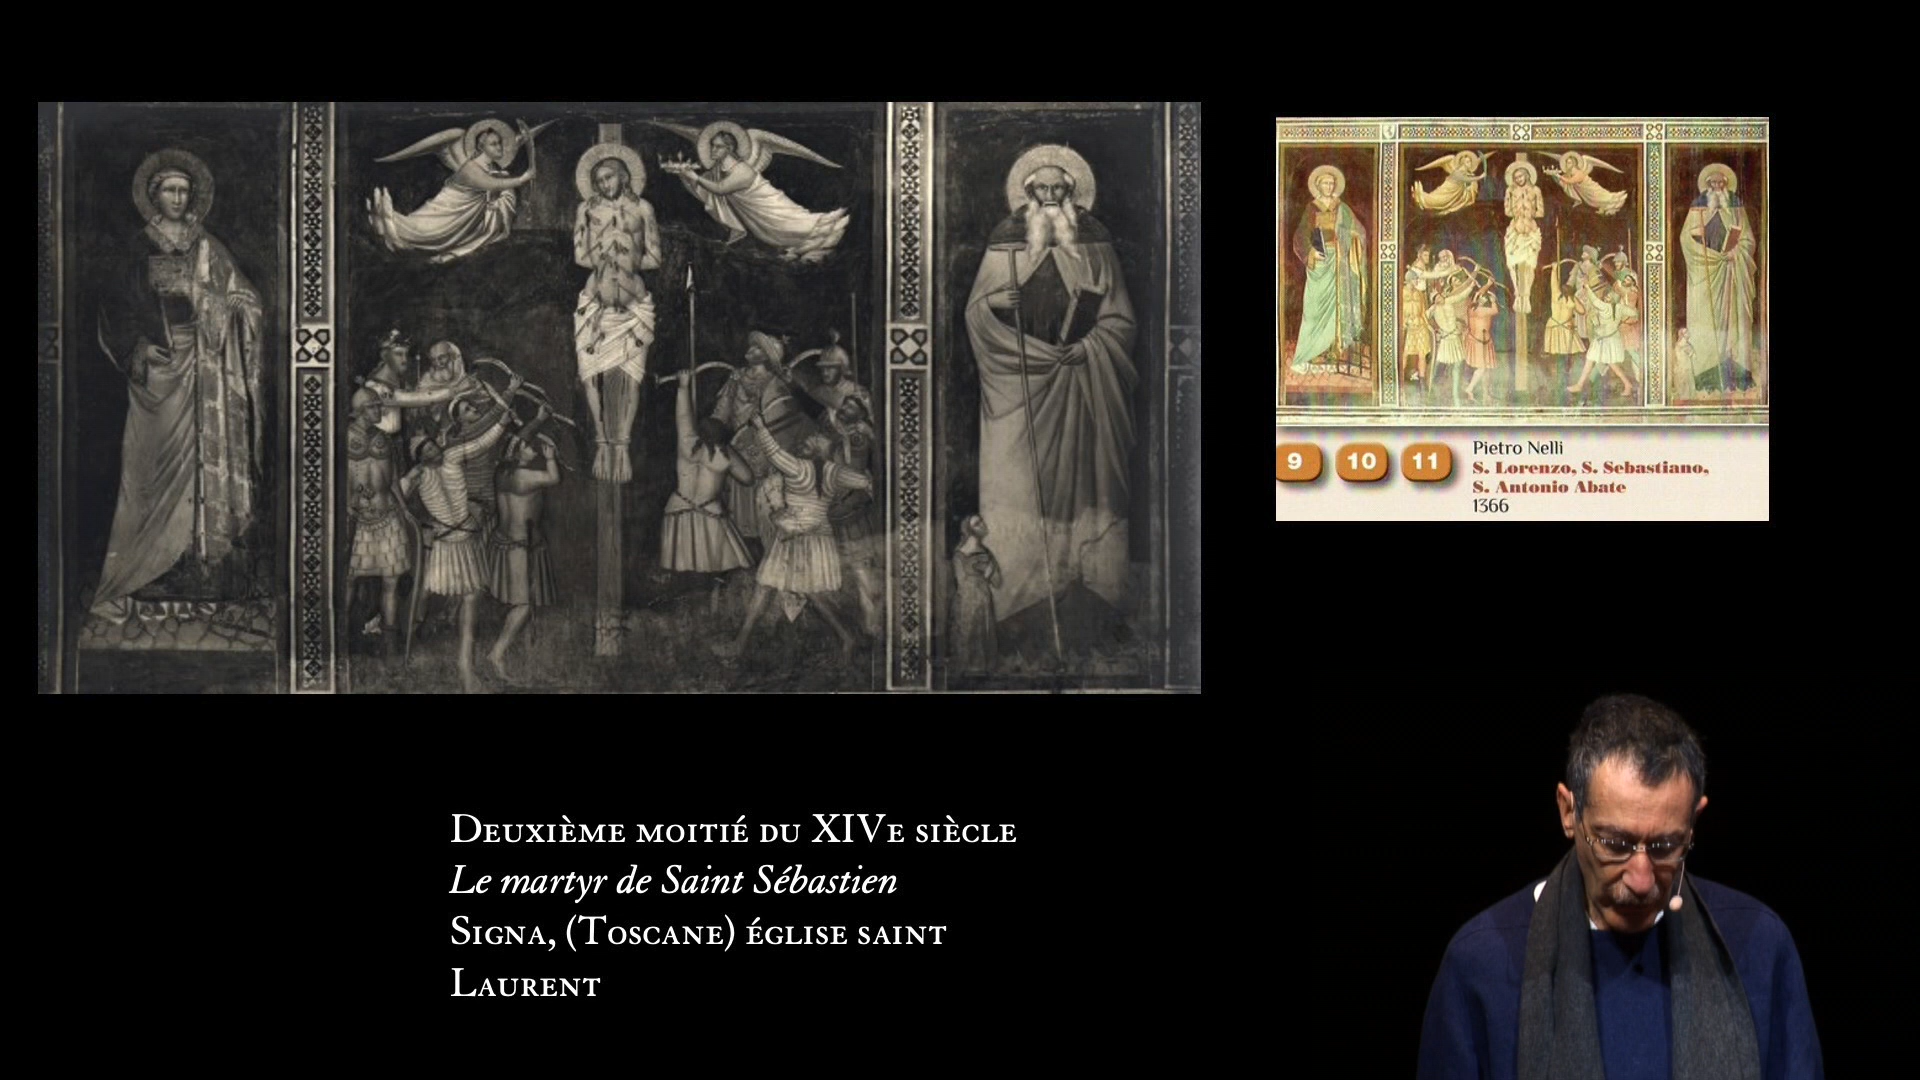 9 10 11
Pietro Nelli
S. Lorenzo, S. Sebastiano,
S. Antonio Abate
1366
Deuxième moitié du XIVe siècle
Le martyr de Saint Sébastien
Signa, (Toscane) église saint
Laurent